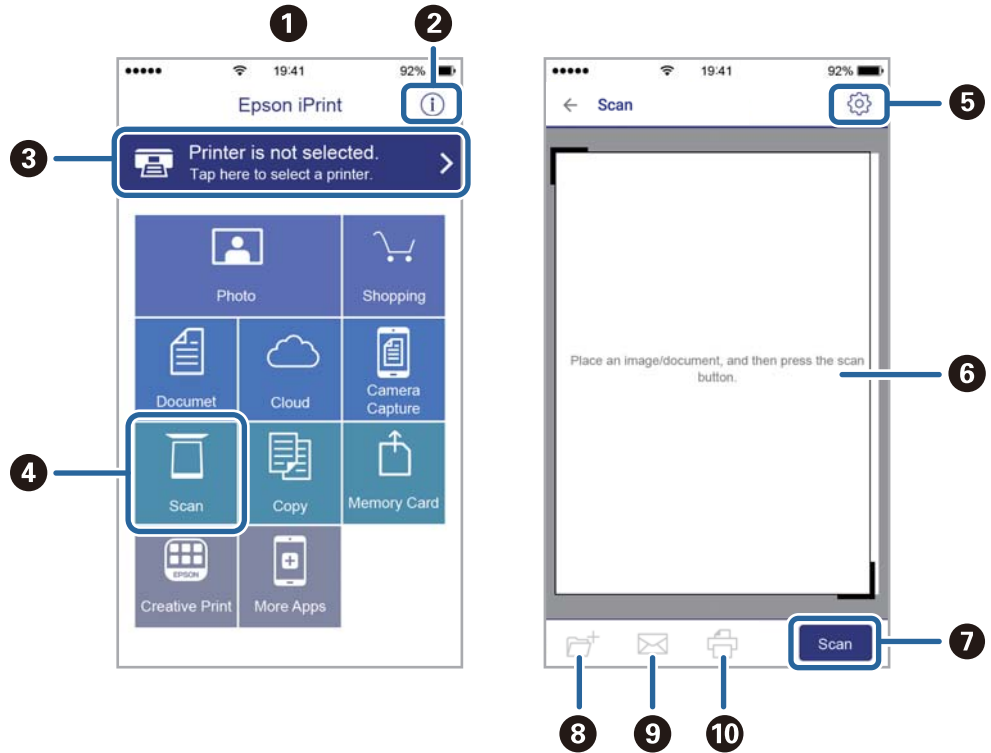 1
2
19:41
92%
Epson iPrint
3
Printer is not selected.
Tap here to select a printer.
Photo
Shopping
Documet
Cloud
Camera
Capture
4
Scan
Copy
Memory Card
EPSON
Creative Print
More Apps
19:41
92%
Scan
5
Place an image/document, and then press the scan
button.
6
Scan
7
8
9
10